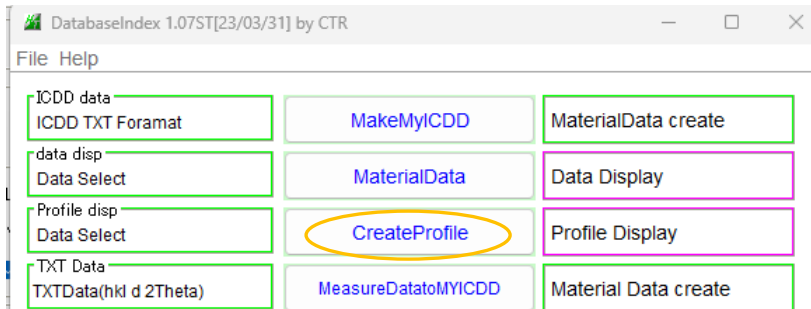 DatabaseIndex 1.07ST[23/03/31] by CTR
File Help
ICDD data
ICDD TXT Foramat
MakeMyICDD
MaterialData create
data disp
Data Select
MaterialData
Data Display
Profile disp
Data Select
CreateProfile
Profile Display
TXT Data
TXTData(hkl d 2Theta)
MeasureDatatoMYICDD
Material Data create